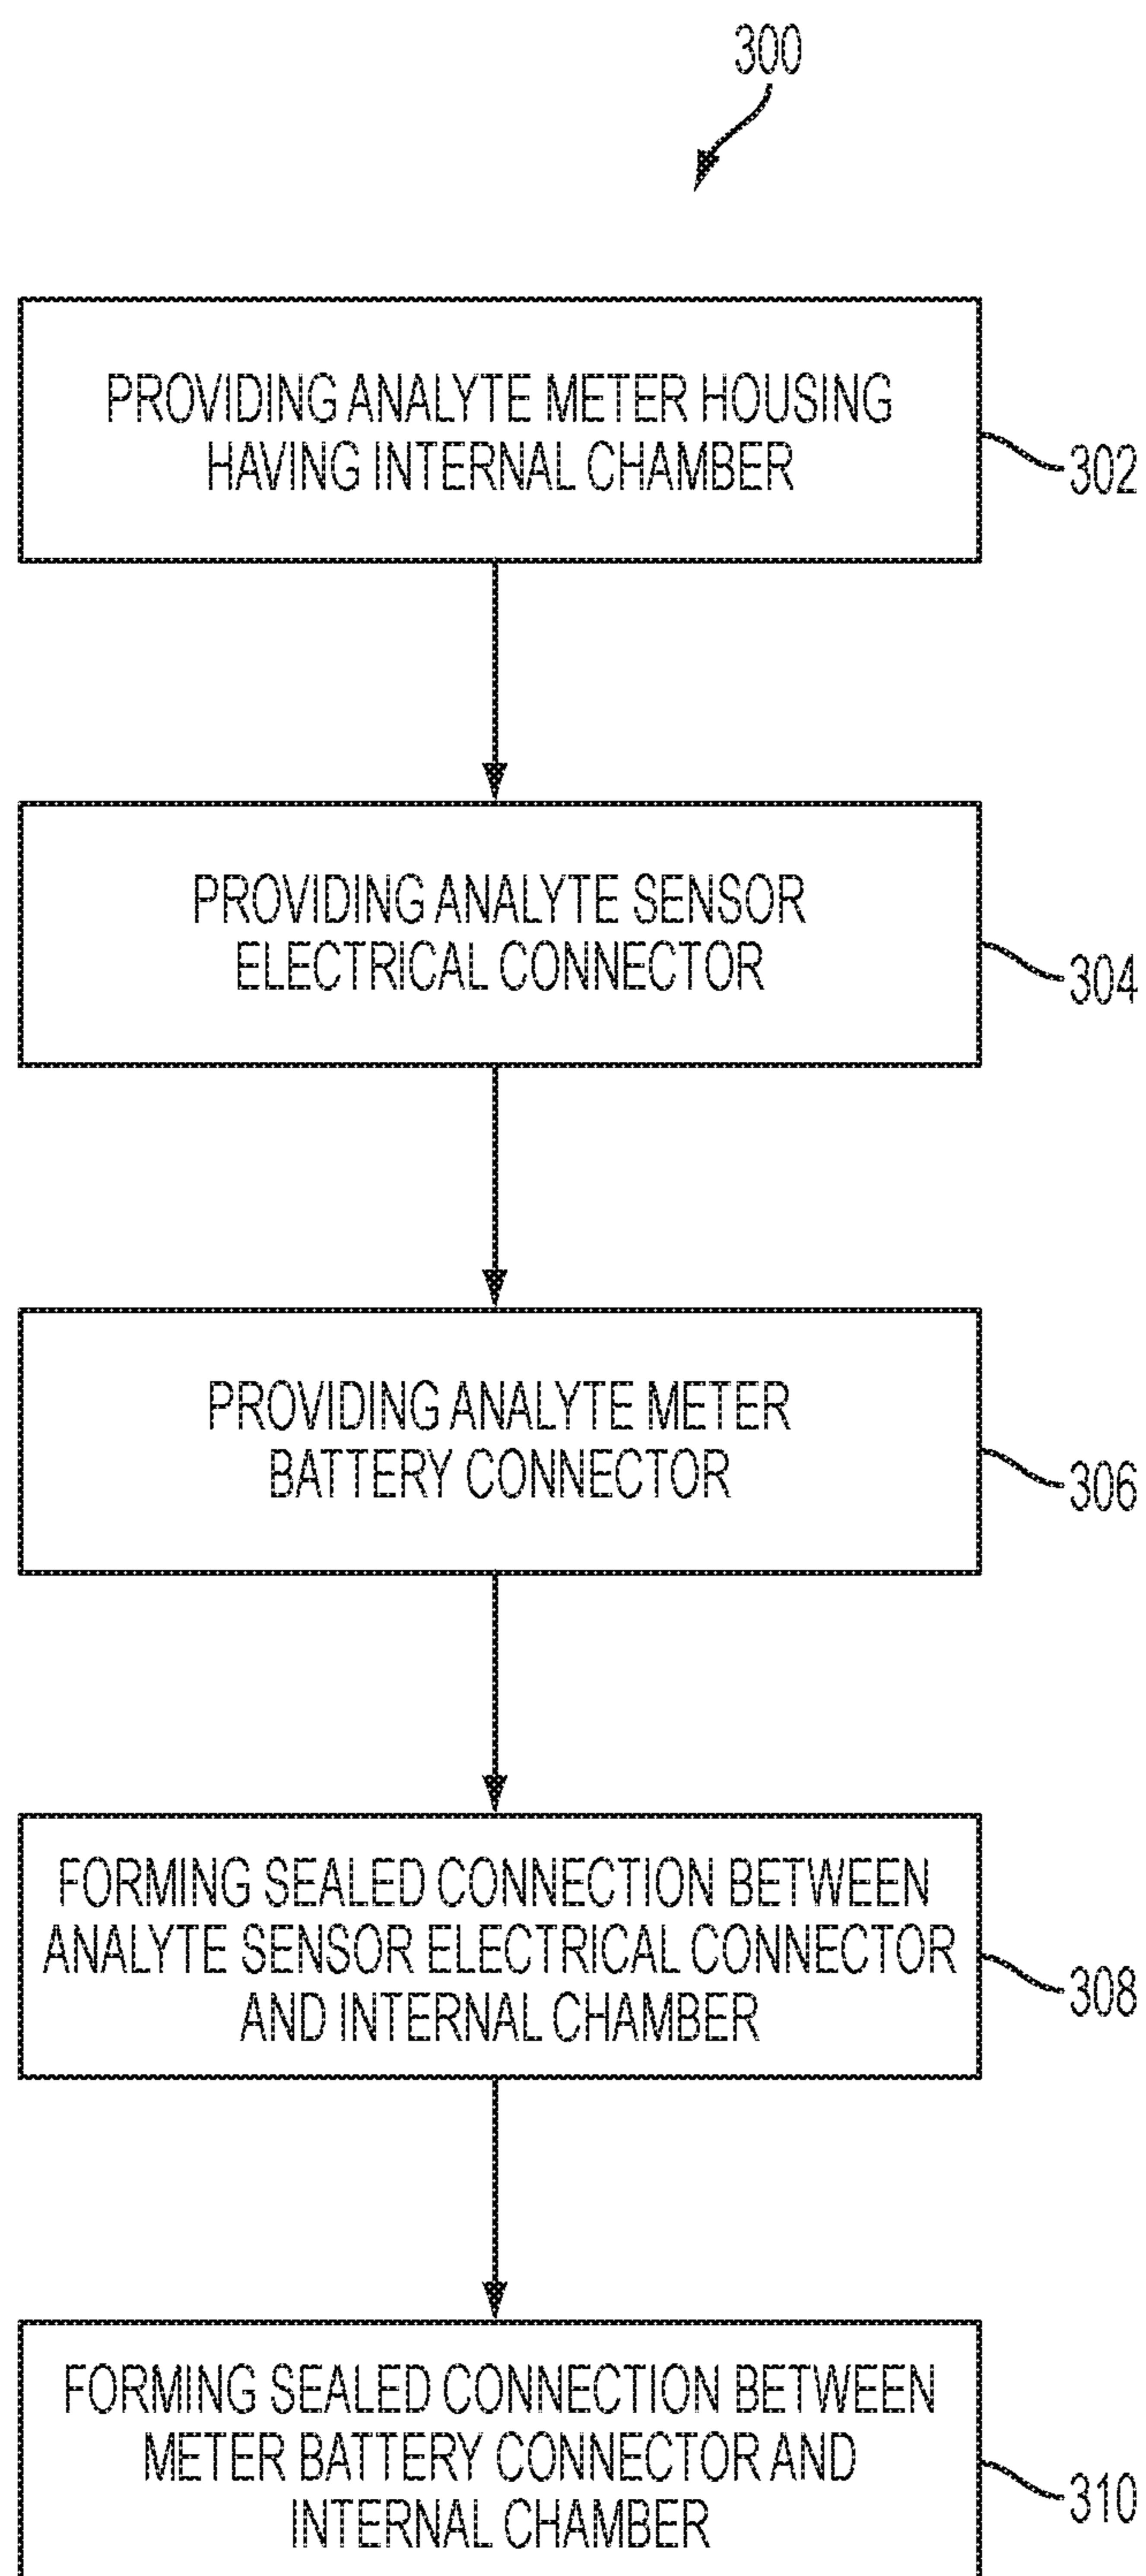 300
PROVIDING ANALYTE METER HOUSING
HAVING INTERNAL CHAMBER
302
PROVIDING ANALYTE SENSOR
ELECTRICAL CONNECTOR
304
PROVIDING ANALYTE METER
BATTERY CONNECTOR
306
FORMING SEALED CONNECTION BETWEEN
ANALYTE SENSOR ELECTRICAL CONNECTOR
AND INTERNAL CHAMBER
308
FORMING SEALED CONNECTION BETWEEN
METER BATTERY CONNECTOR AND
INTERNAL CHAMBER
310